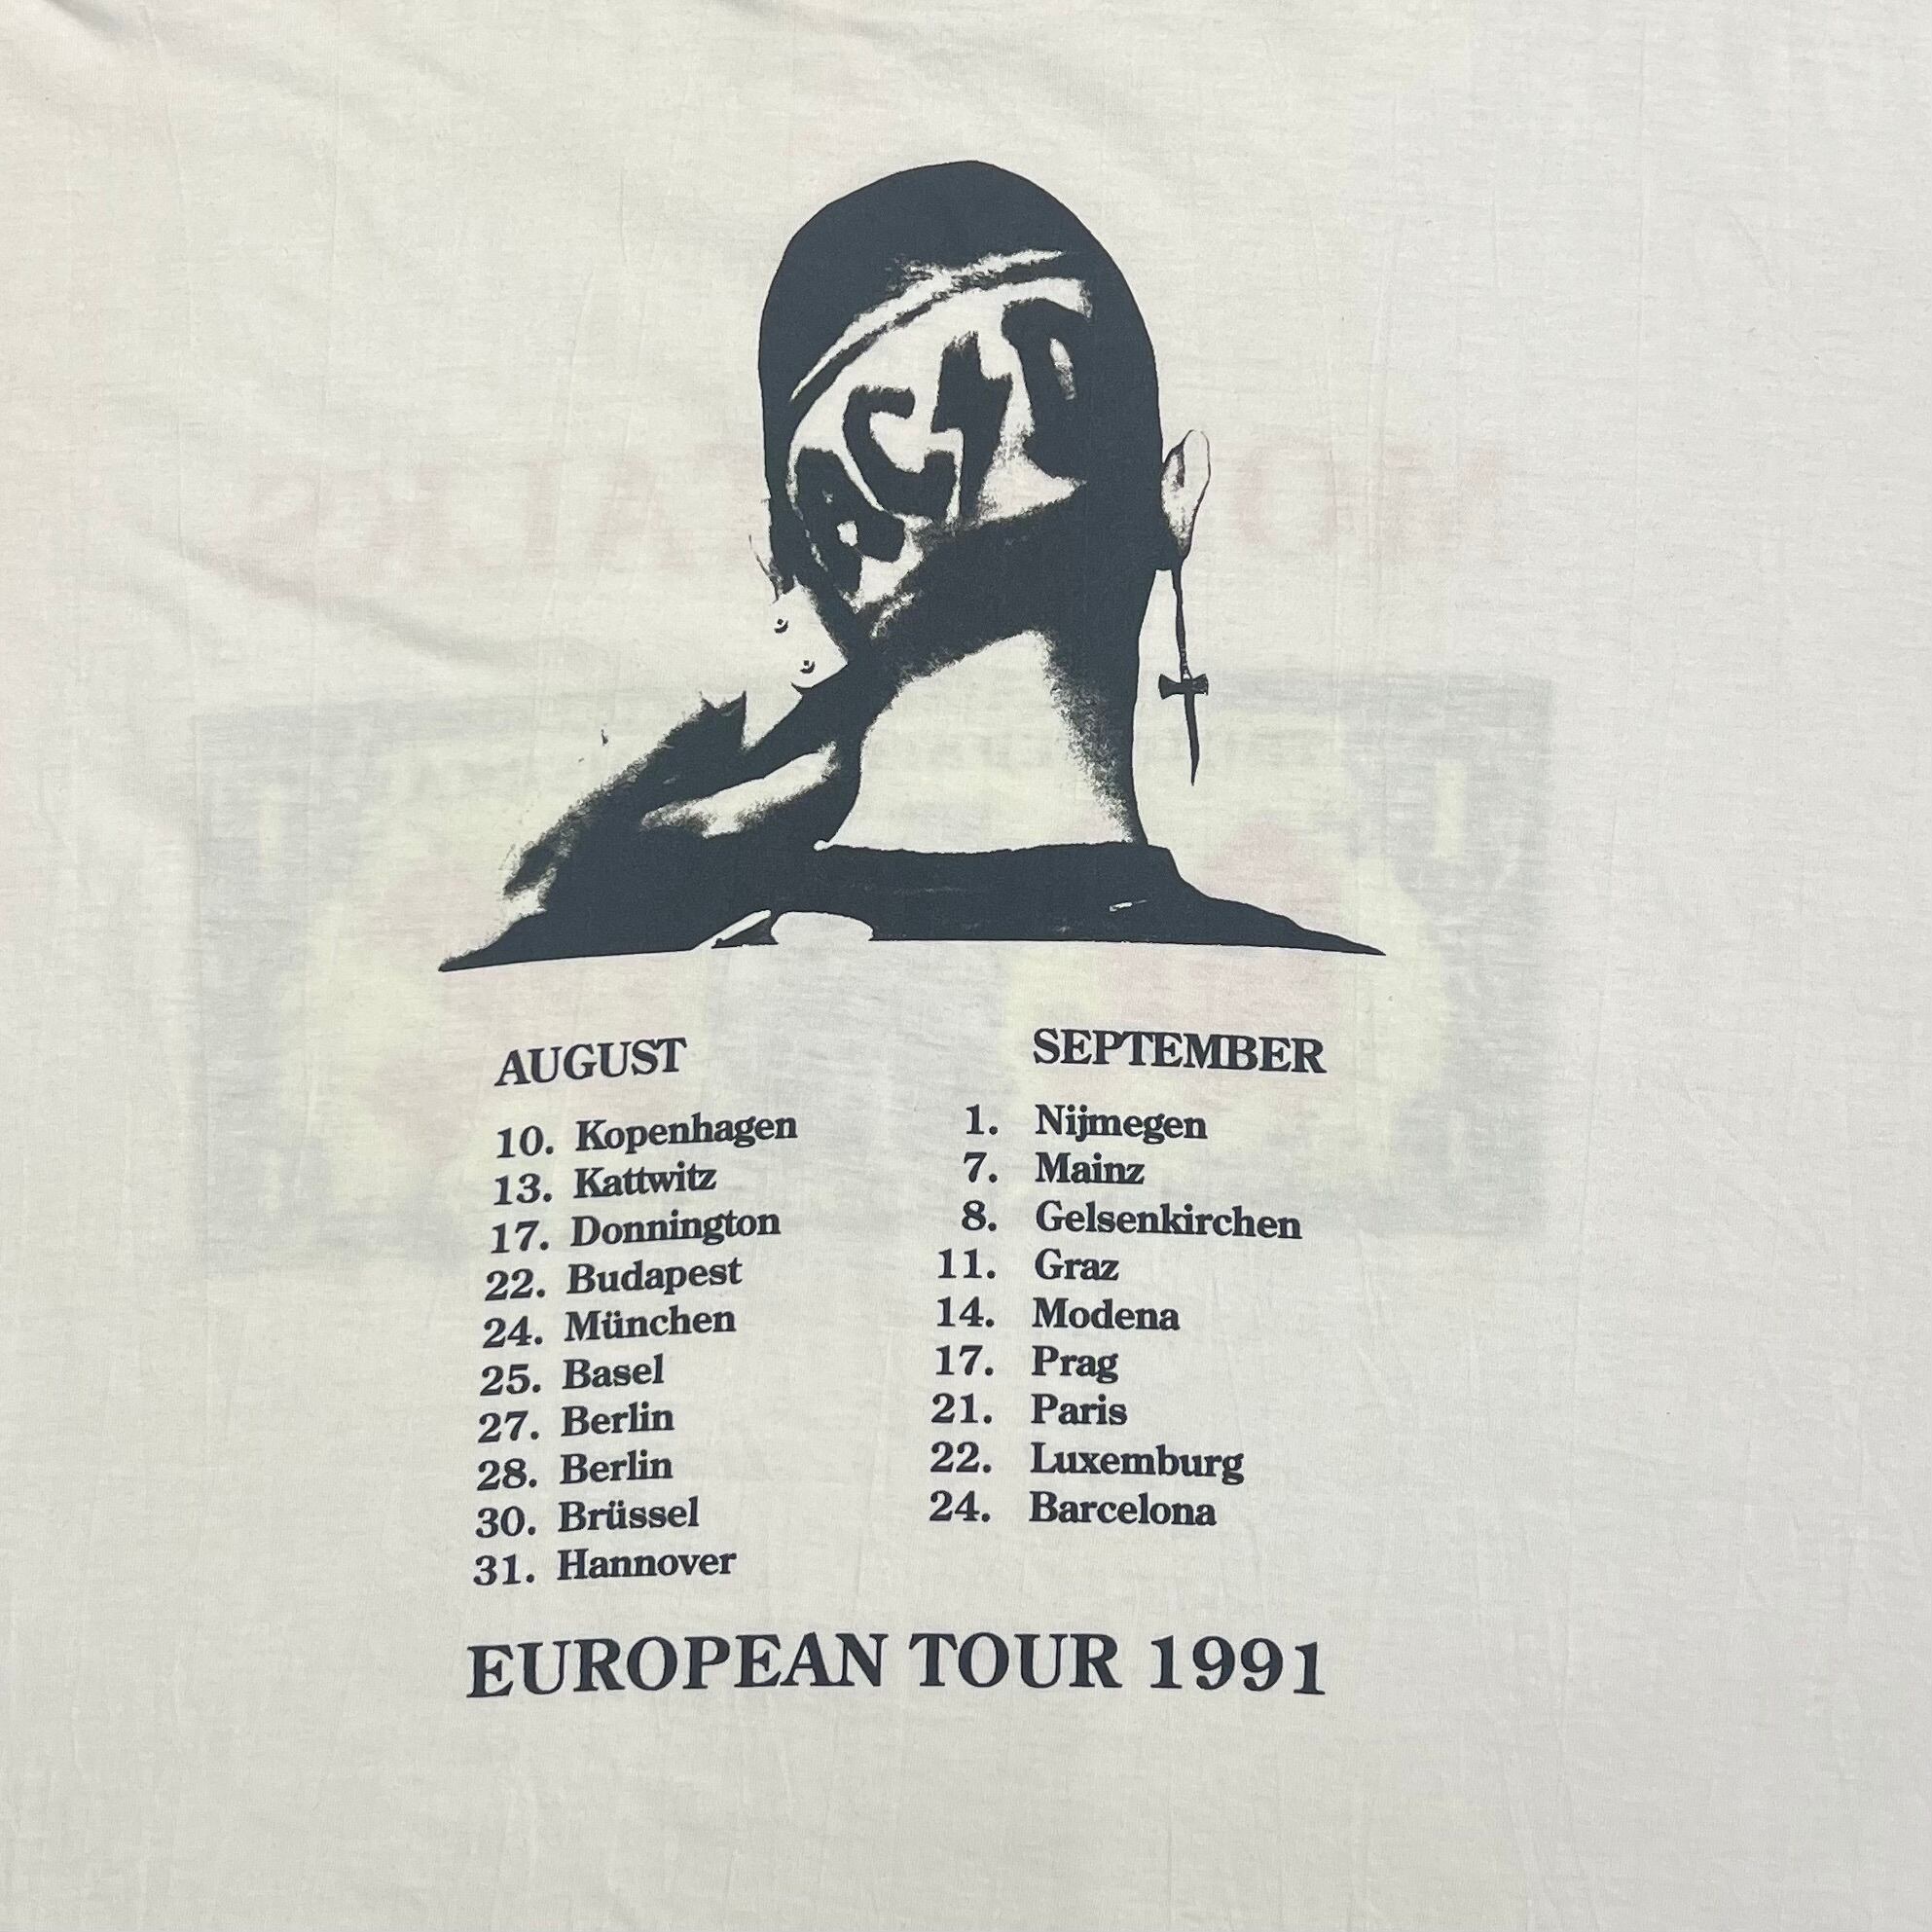 ACID
AUGUST
10. Kopenhagen
13. Kattwitz
17. Donnington
22. Budapest
24. München
25. Basel
27. Berlin
28. Berlin
30. Brüssel
31. Hannover
SEPTEMBER
1. Nijmegen
7. Mainz
8. Gelsenkirchen
11. Graz
14. Modena
17. Prag
21. Paris
22. Luxemburg
24. Barcelona
EUROPEAN TOUR 1991